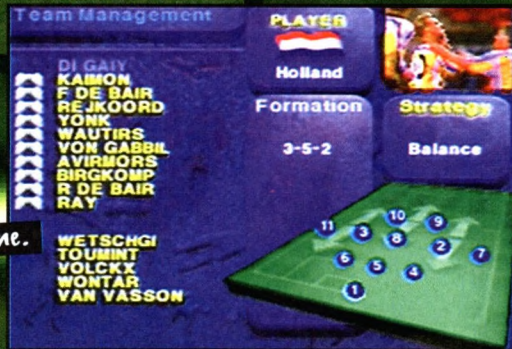 Team Management
DI GAIY
KAIMON
F DE BAIR
REJKOORD
YONK
WAUTIRS
VON GABBIL
AVIRMORS
BIRGKOMP
R DE BAIR
RAY
WETSCHGI
TOUMINT
VOLCKX
WONTAR
VAN VASSON
ne.
PLAYER
Holland
Formation
3-5-2
Strategy
Balance
10
9
11
3
8
2
7
6
5
4
1